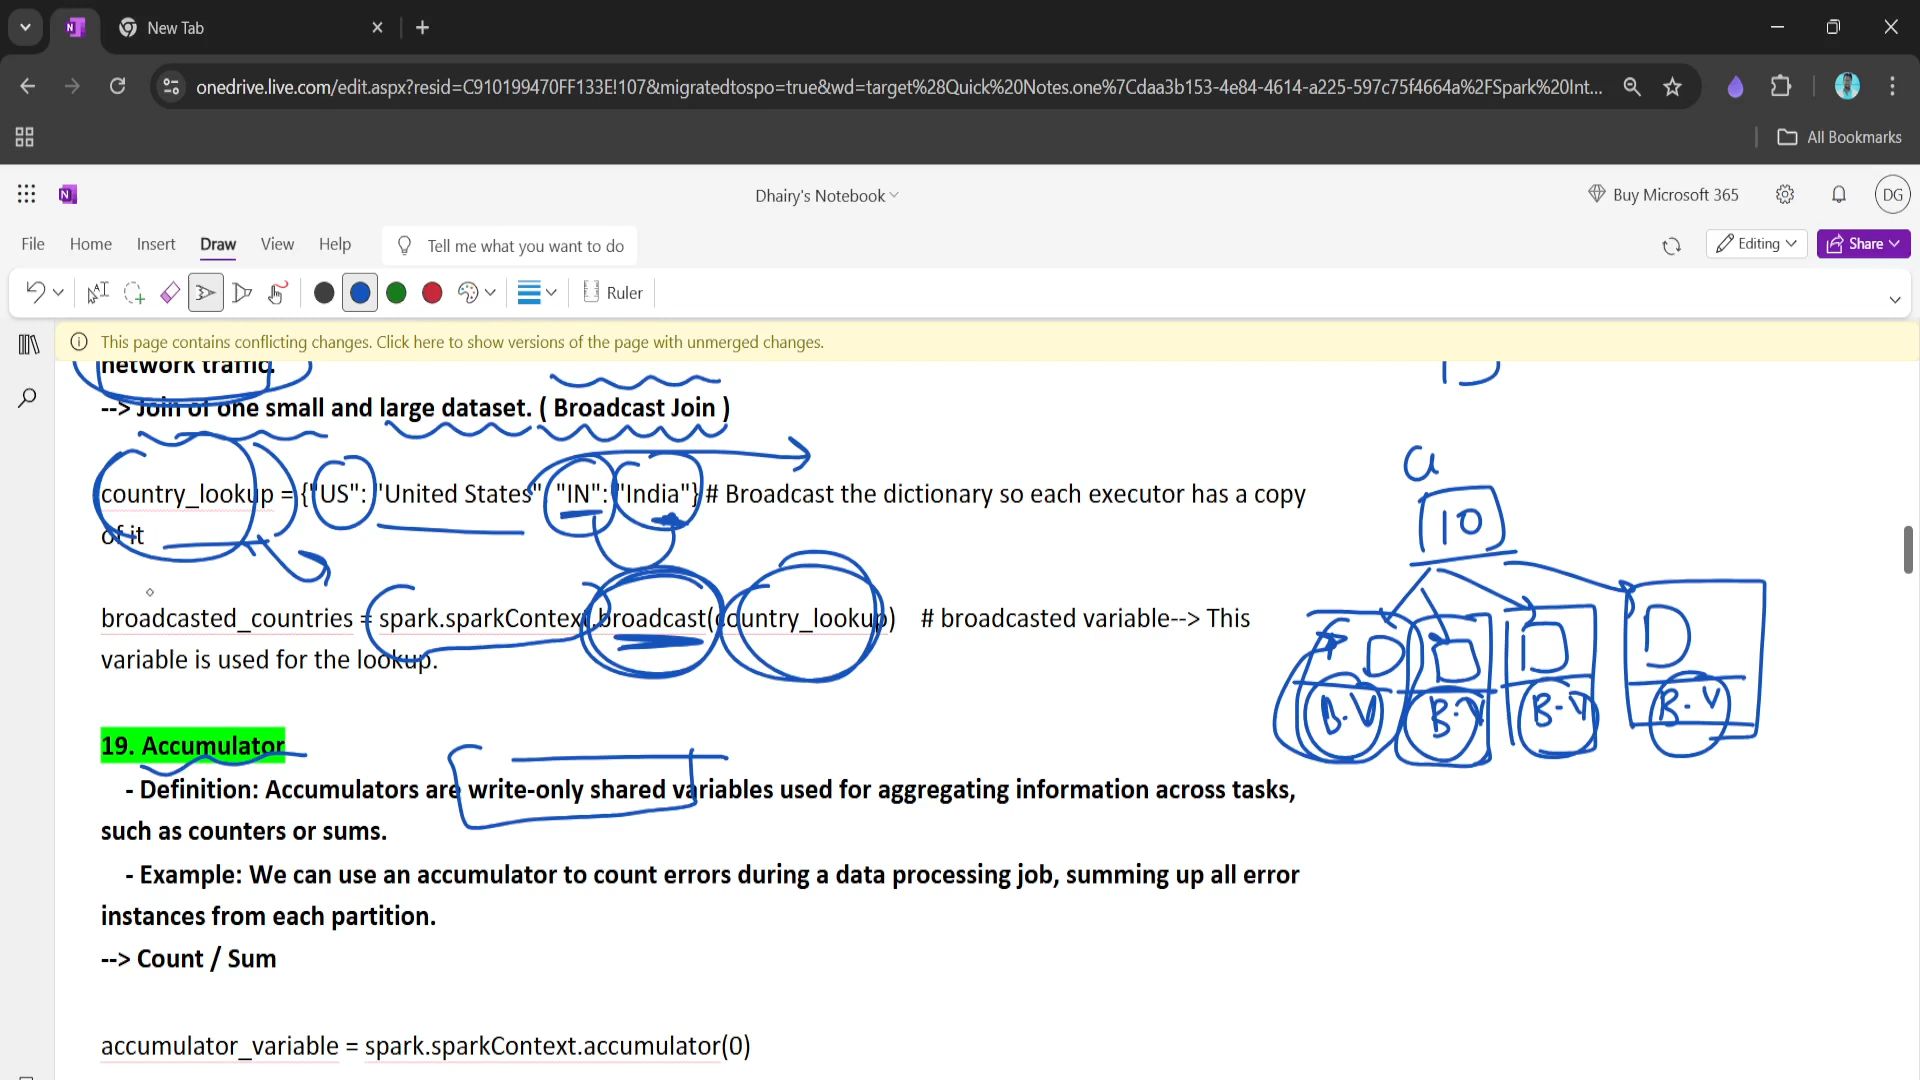 New Tab
onedrive.live.com/edit.aspx?resid=C910199470FF133E!107&migratedtospo=true&wd=target%28Quick%20Notes.one%7Cdaa3b153-4e84-4614-a225-597c75f4664a%2FSpark%20Int...
All Bookmarks
Dhairy's Notebook
Buy Microsoft 365
DG
File Home Insert Draw View Help Tell me what you want to do
Editing Share
Ruler
This page contains conflicting changes. Click here to show versions of the page with unmerged changes.
network traffic.
--> Join of one small and large dataset. ( Broadcast Join )
a
country_lookup = {"US": "United States" "IN": "India"} # Broadcast the dictionary so each executor has a copy
of it
10
broadcasted_countries = spark.sparkContext.broadcast(country_lookup) # broadcasted variable--> This
variable is used for the lookup.
D D D D
B.V B.V B.V B.V
19. Accumulator
- Definition: Accumulators are write-only shared variables used for aggregating information across tasks,
such as counters or sums.
- Example: We can use an accumulator to count errors during a data processing job, summing up all error
instances from each partition.
--> Count / Sum
accumulator_variable = spark.sparkContext.accumulator(0)